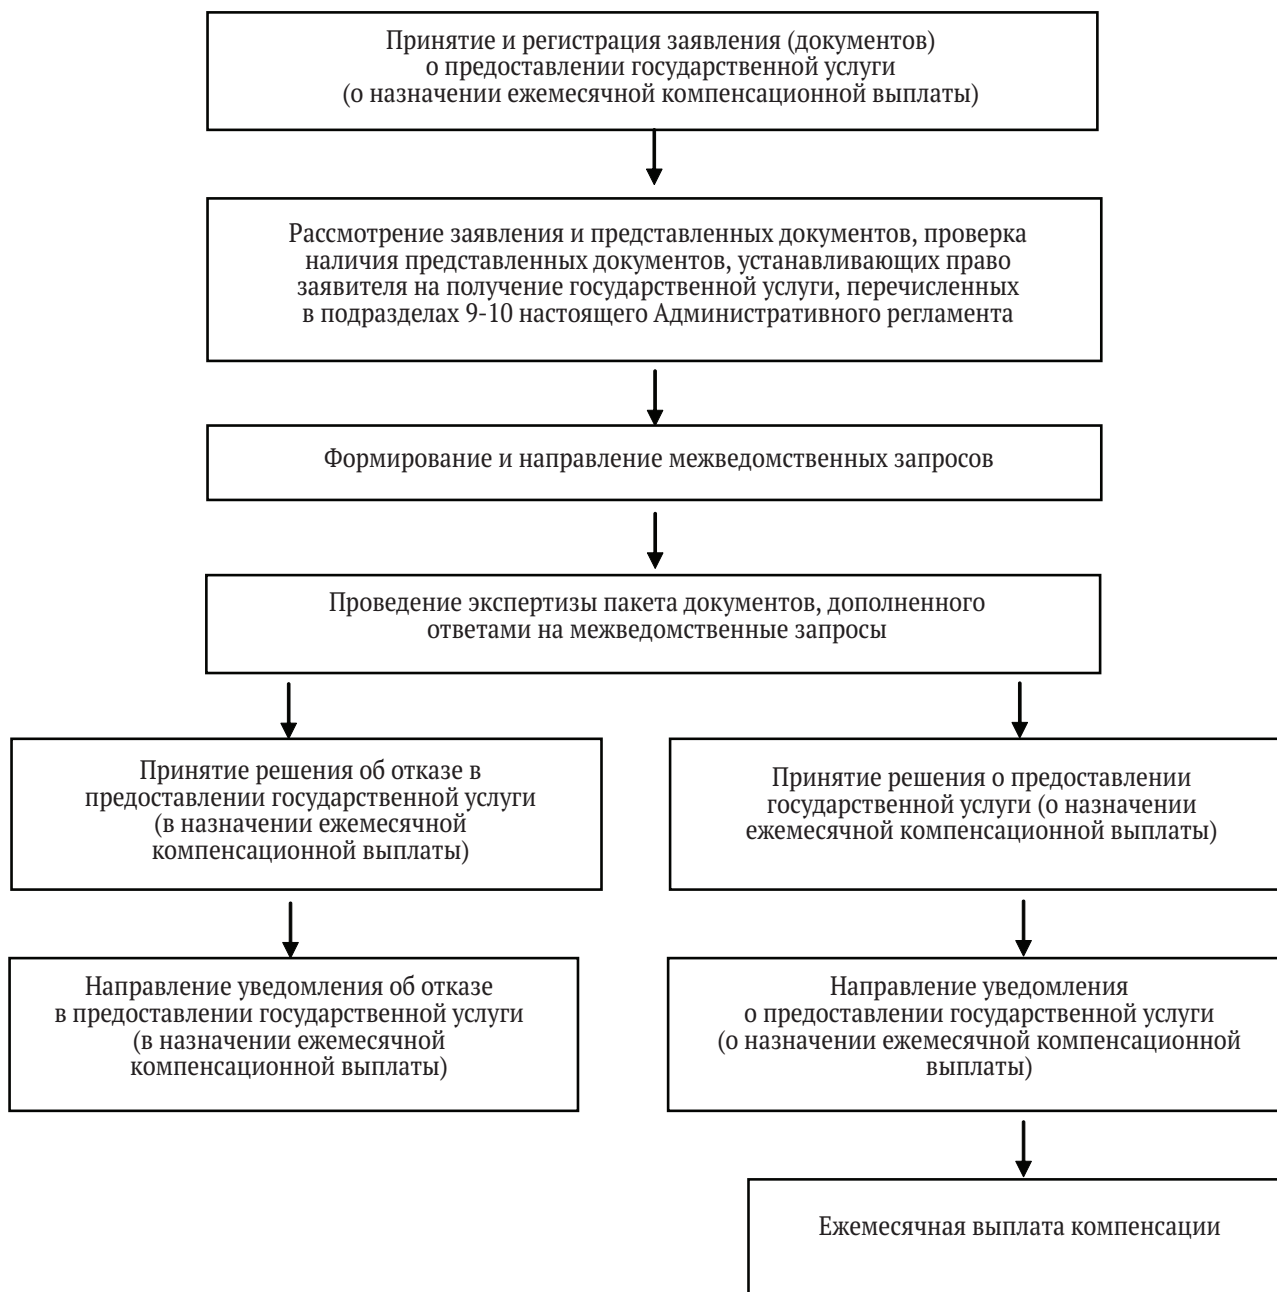 Принятие и регистрация заявления (документов)
о предоставлении государственной услуги
(о назначении ежемесячной компенсационной выплаты)
Рассмотрение заявления и представленных документов, проверка
наличия представленных документов, устанавливающих право
заявителя на получение государственной услуги, перечисленных
в подразделах 9-10 настоящего Административного регламента
Формирование и направление межведомственных запросов
Проведение экспертизы пакета документов, дополненного
ответами на межведомственные запросы
Принятие решения об отказе в
предоставлении государственной услуги
(в назначении ежемесячной
компенсационной выплаты)
Принятие решения о предоставлении
государственной услуги (о назначении
ежемесячной компенсационной выплаты)
Направление уведомления об отказе
в предоставлении государственной услуги
(в назначении ежемесячной
компенсационной выплаты)
Направление уведомления
о предоставлении государственной услуги
(о назначении ежемесячной компенсационной
выплаты)
Ежемесячная выплата компенсации